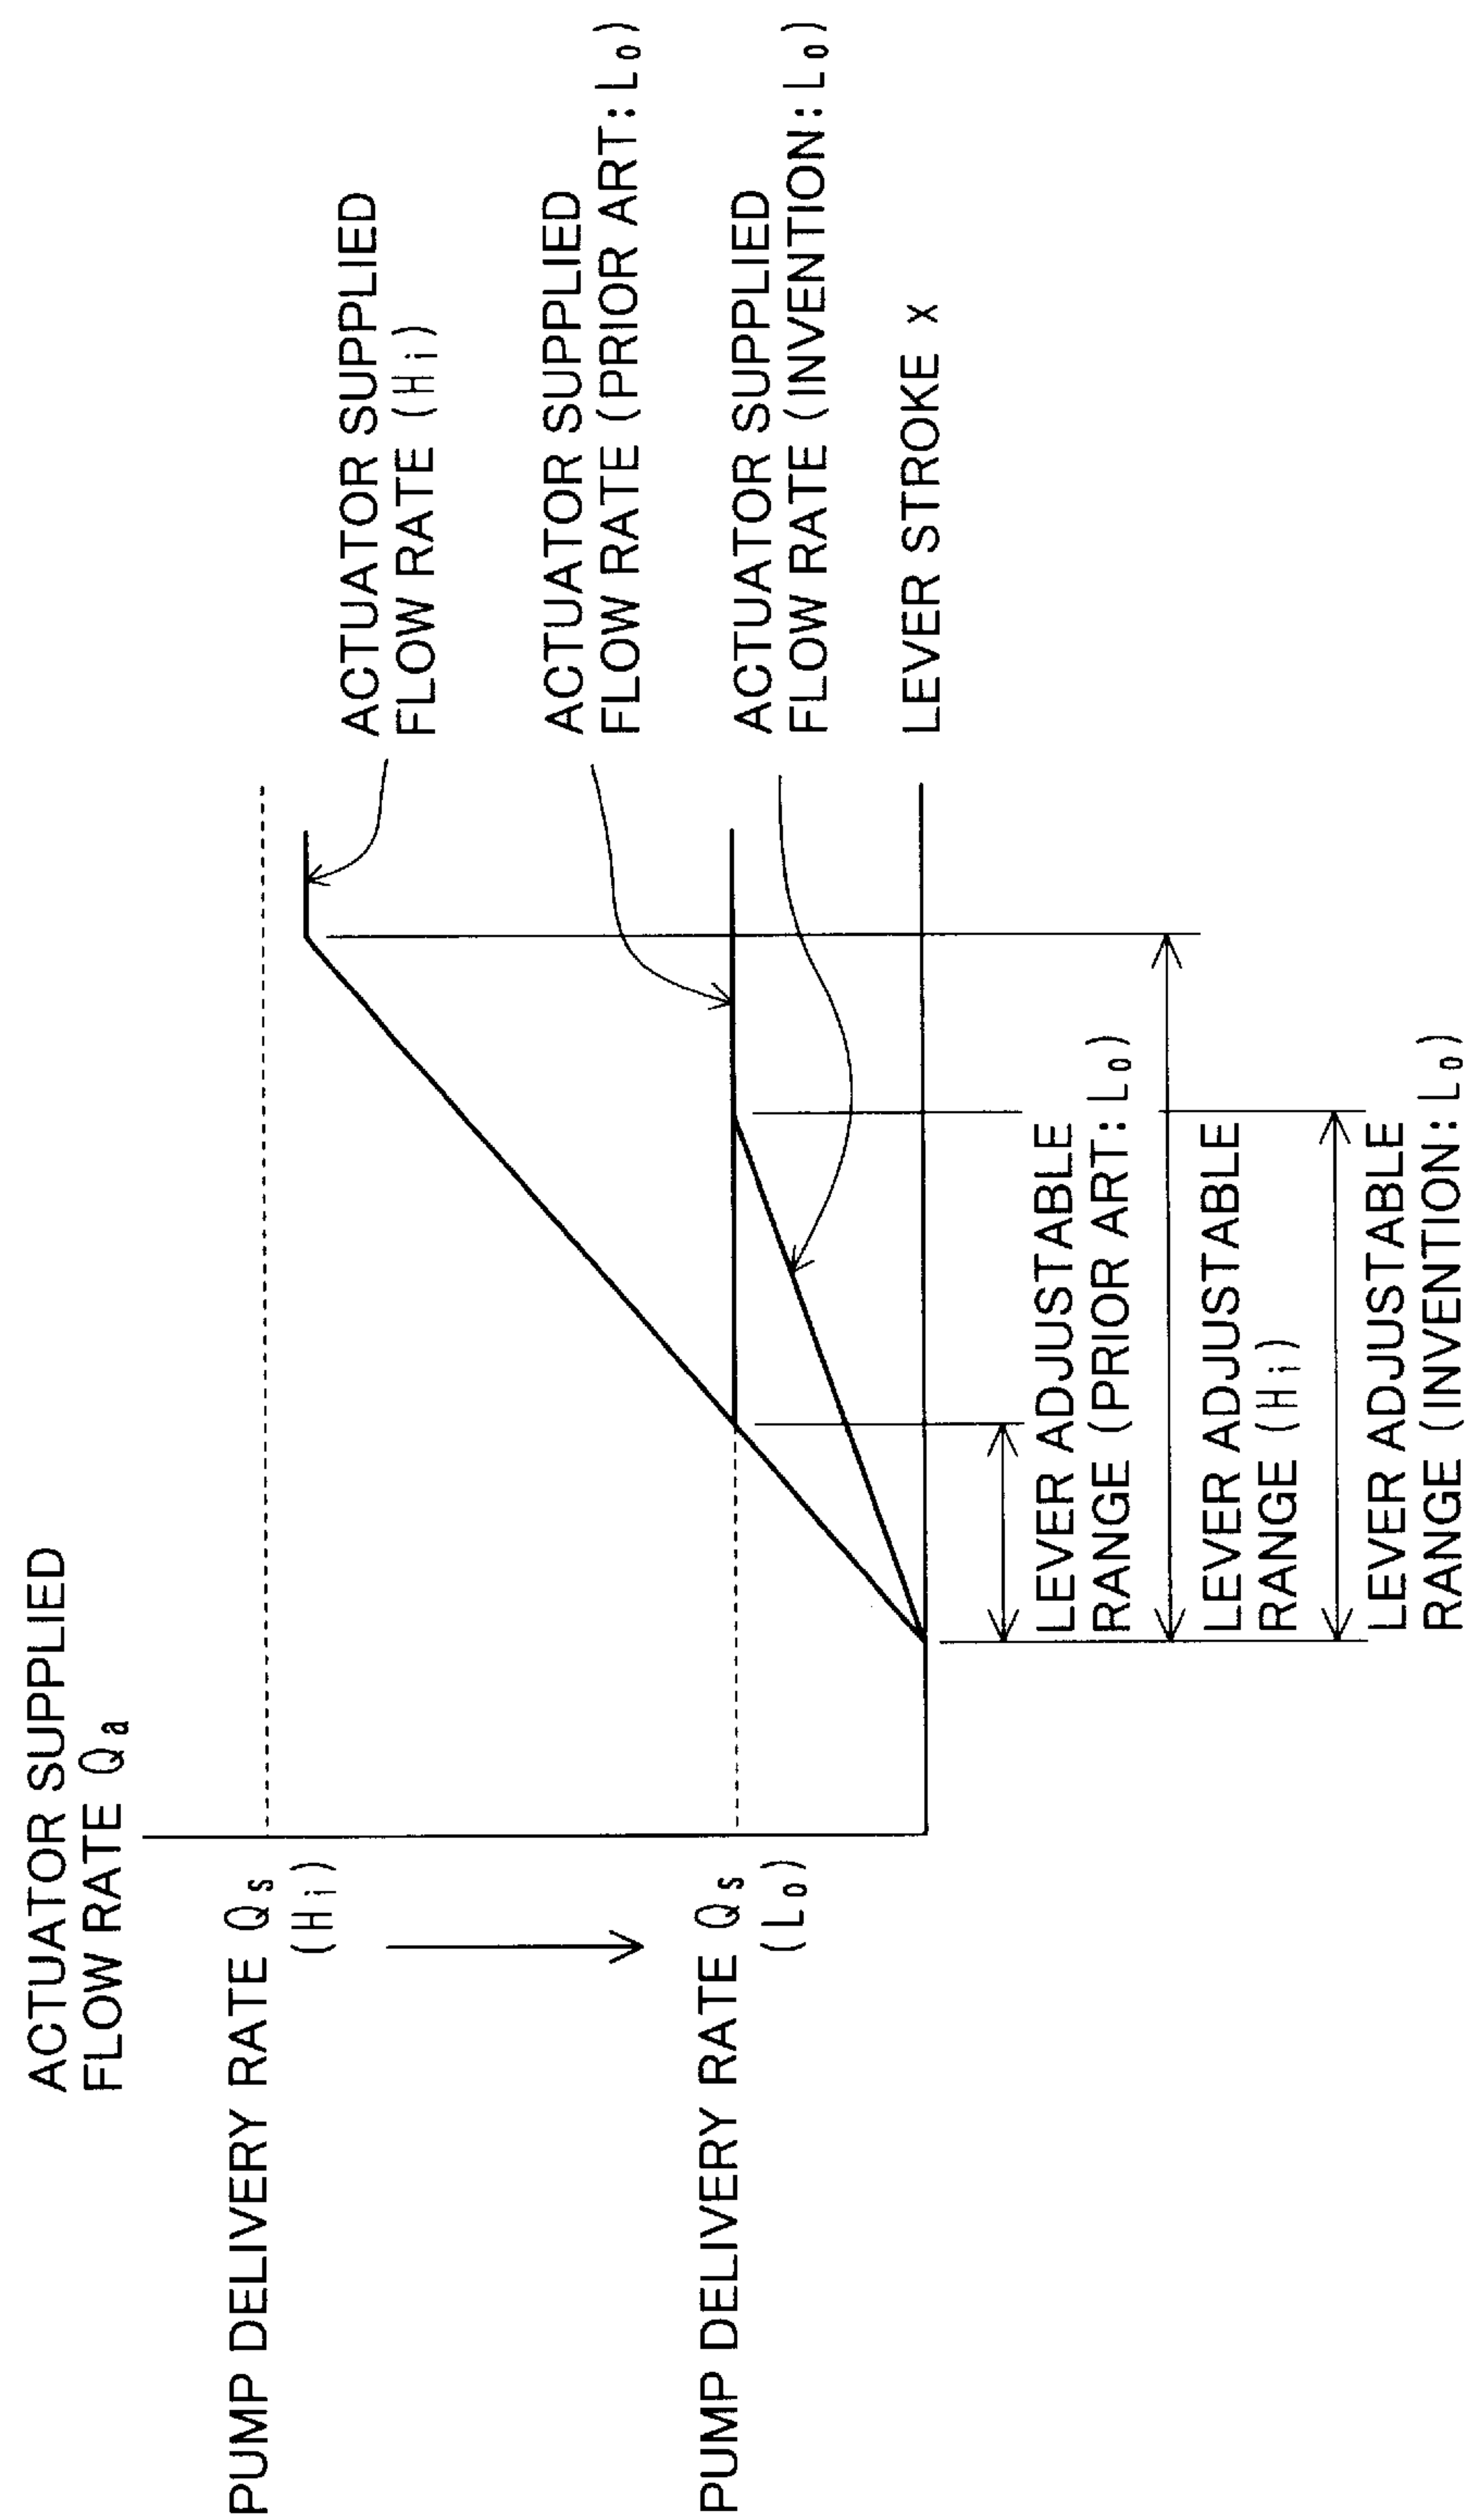 ACTUATOR SUPPLIED
FLOW RATE Qa
PUMP DELIVERY RATE Qs
(Hi)
PUMP DELIVERY RATE Qs
(Lo)
ACTUATOR SUPPLIED
FLOW RATE (Hi)
ACTUATOR SUPPLIED
FLOW RATE (PRIOR ART:Lo)
ACTUATOR SUPPLIED
FLOW RATE (INVENTION:Lo)
LEVER STROKE x
LEVER ADJUSTABLE
RANGE (PRIOR ART:Lo)
LEVER ADJUSTABLE
RANGE (Hi)
LEVER ADJUSTABLE
RANGE (INVENTION:Lo)